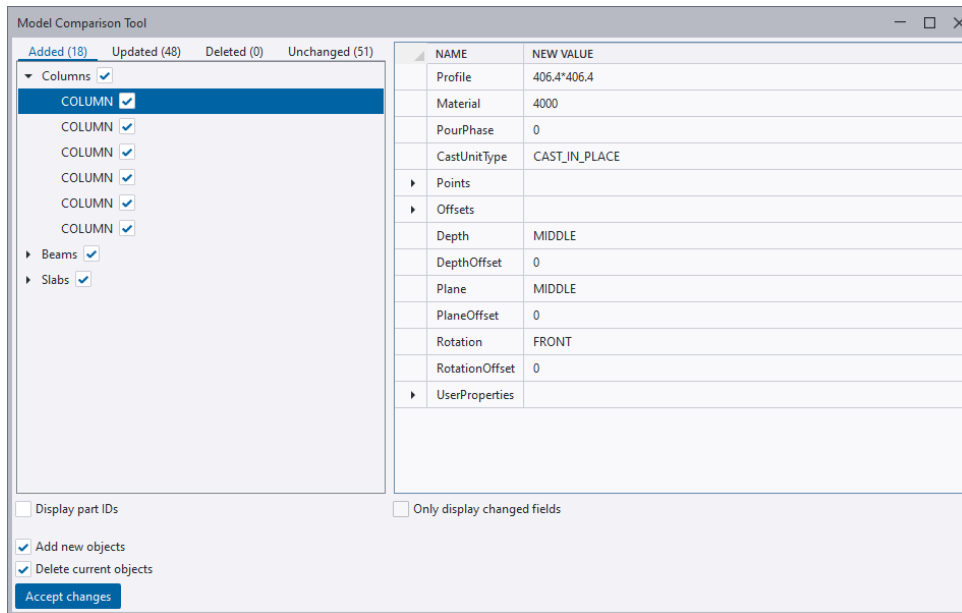 Model Comparison Tool
Added (18) Updated (48) Deleted (0) Unchanged (51)
Columns
COLUMN
COLUMN
COLUMN
COLUMN
COLUMN
COLUMN
Beams
Slabs
NAME NEW VALUE
Profile 406.4*406.4
Material 4000
PourPhase 0
CastUnitType CAST_IN_PLACE
Points
Offsets
Depth MIDDLE
DepthOffset 0
Plane MIDDLE
PlaneOffset 0
Rotation FRONT
RotationOffset 0
UserProperties
Display part IDs
Only display changed fields
Add new objects
Delete current objects
Accept changes